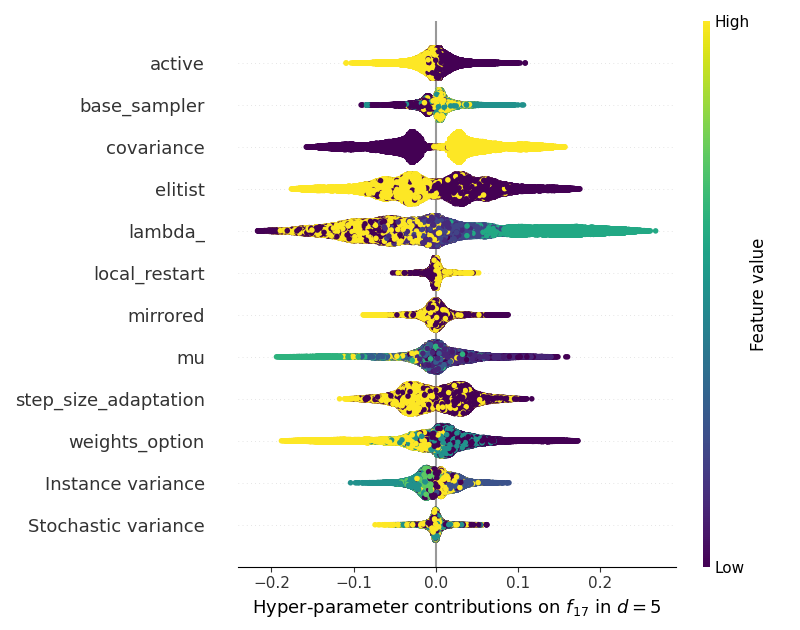 High
active
base_sampler
covariance
elitist
lambda_
local_restart
mirrored
mu
step_size_adaptation
weights_option
Instance variance
Stochastic variance
Feature value
Low
−0.2 −0.1 0.0 0.1 0.2
Hyper-parameter contributions on f₁₇ in d = 5